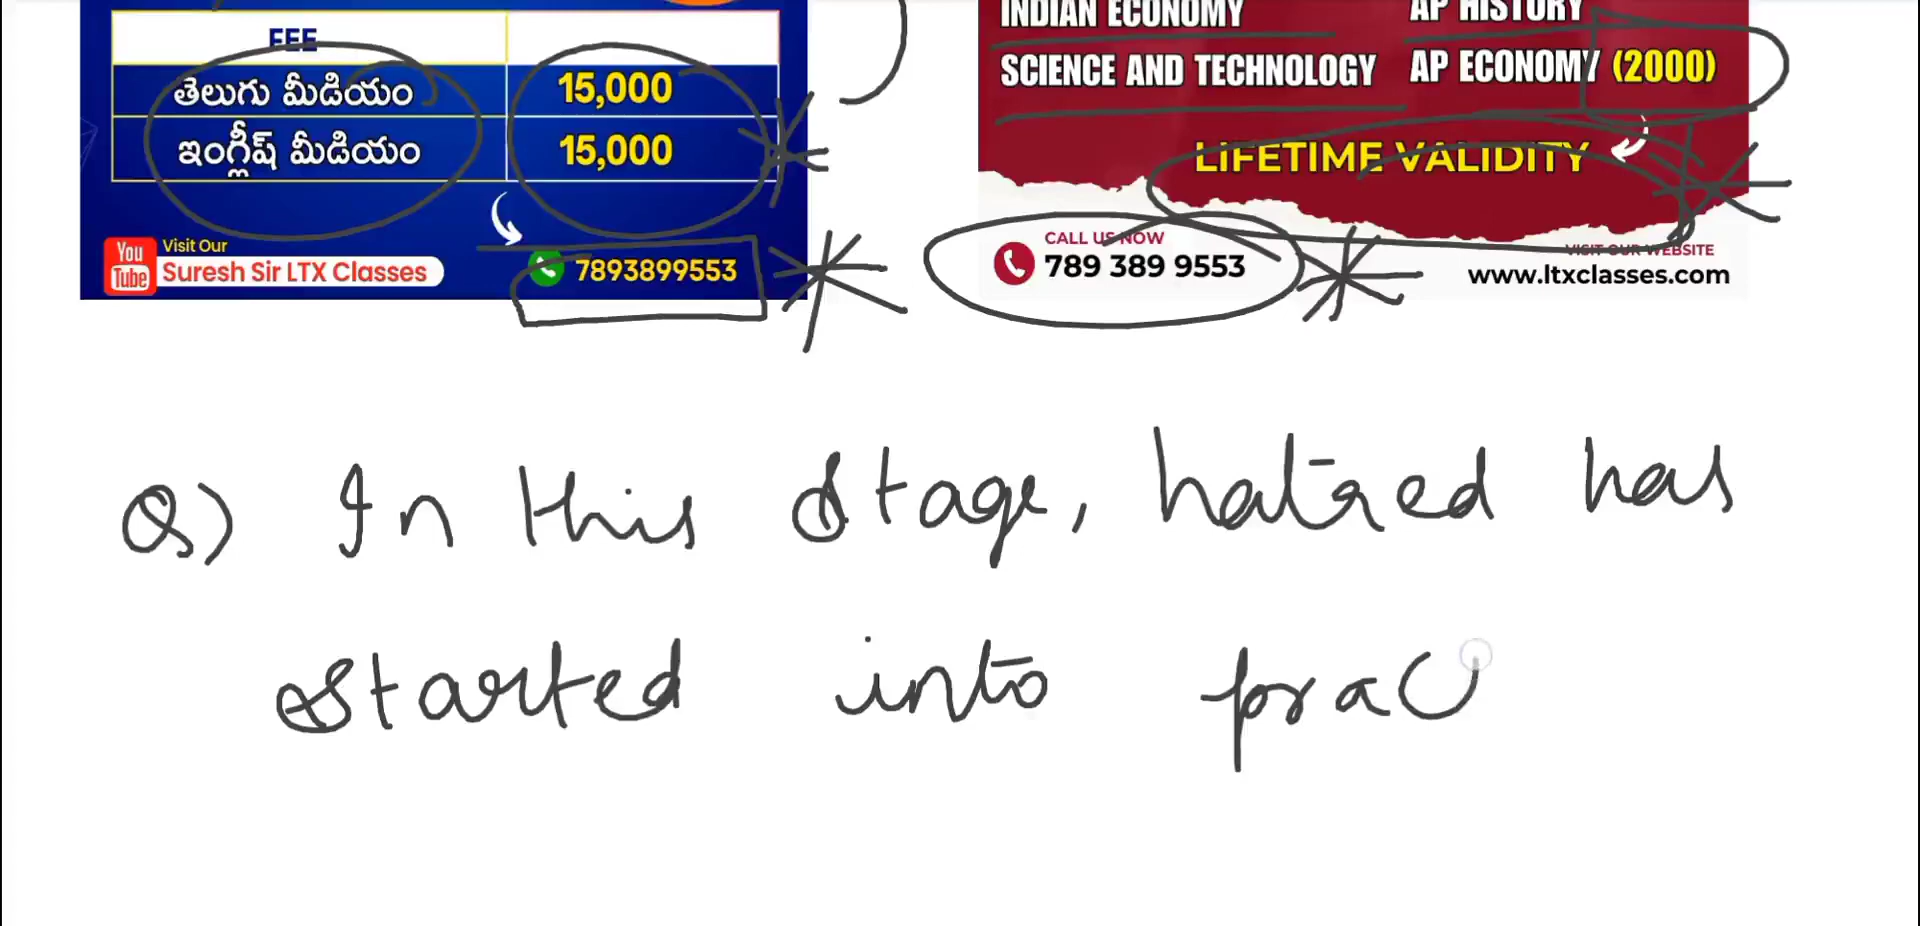 FEE
తెలుగు మీడియం 15,000
ఇంగ్లీష్ మీడియం 15,000
You Tube Visit Our
Suresh Sir LTX Classes
7893899553
INDIAN ECONOMY AP HISTORY
SCIENCE AND TECHNOLOGY AP ECONOMY (2000)
LIFETIME VALIDITY
CALL US NOW
789 389 9553
VISIT OUR WEBSITE
www.ltxclasses.com
Q) In this stage, hatred has
started into prac